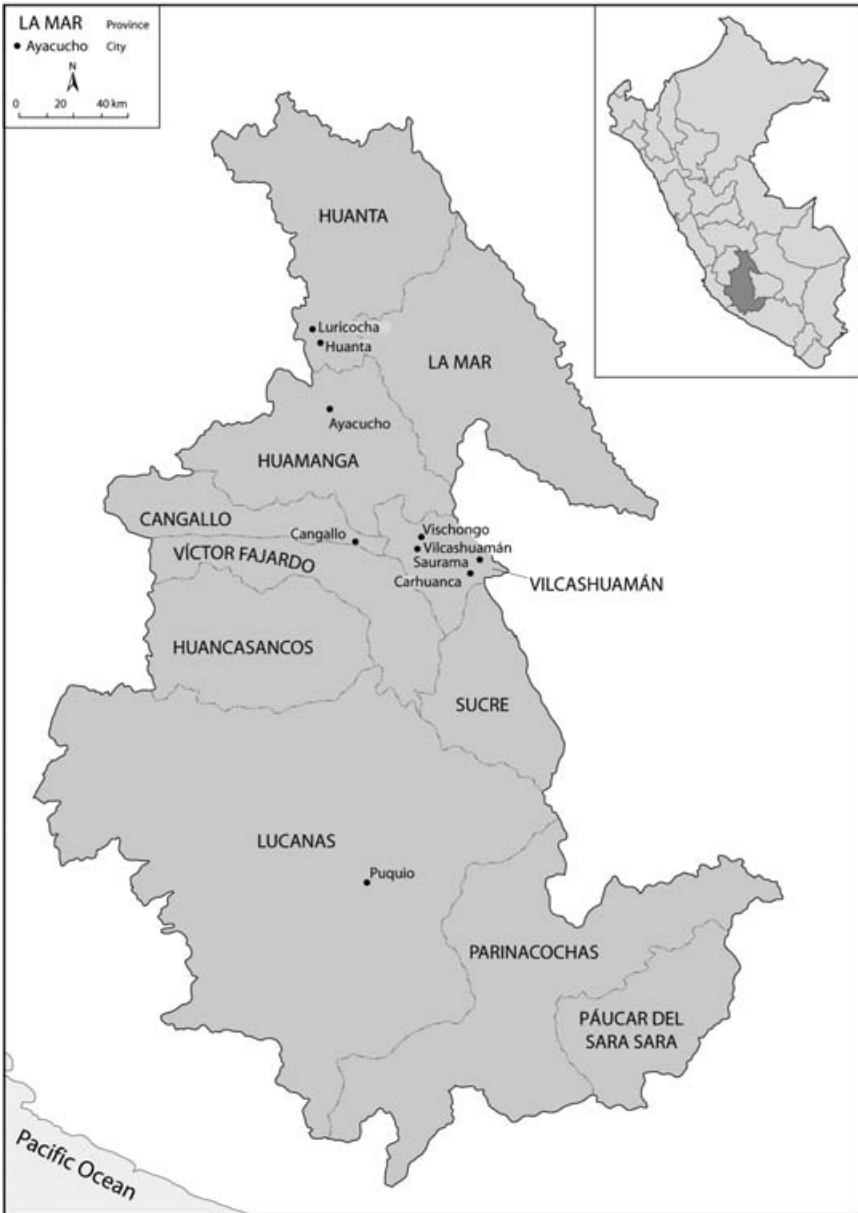 LA MAR Province
Ayacucho City
N
0 20 40 km
HUANTA
Luricocha
Huanta
LA MAR
Ayacucho
HUAMANGA
CANGALLO
Cangallo
Vischongo
Vilcashuamán
VÍCTOR FAJARDO
Saurama
Carhuanca
VILCASHUAMÁN
HUANCASANCOS
SUCRE
LUCANAS
Puquio
PARINACOCHAS
PÁUCAR DEL
SARA SARA
Pacific Ocean